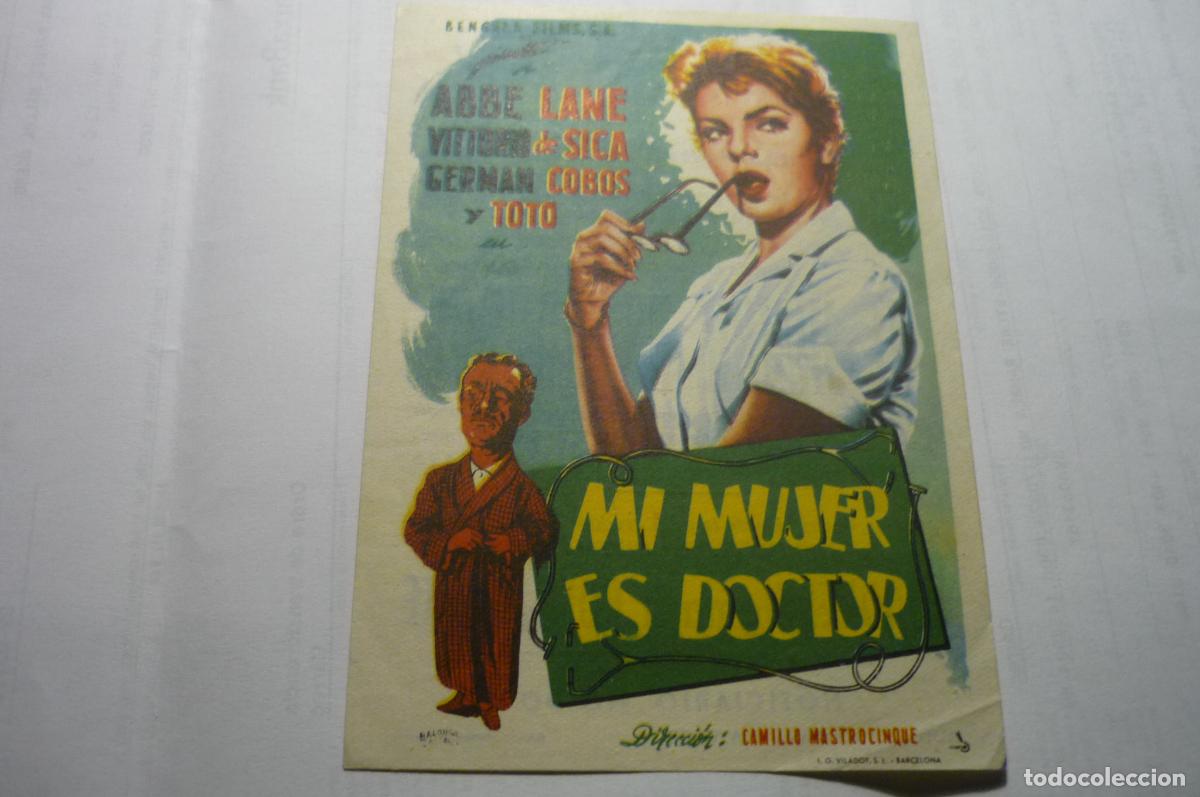 FILMS, S.A.
ABBE LANE
VITTORIO de SICA
GERMAN COBOS
y TOTO
en
MI MUJER
ES DOCTOR
Dirección: CAMILLO MASTROCINQUE
I. G. VILADOT, S. L. - BARCELONA
todocoleccion